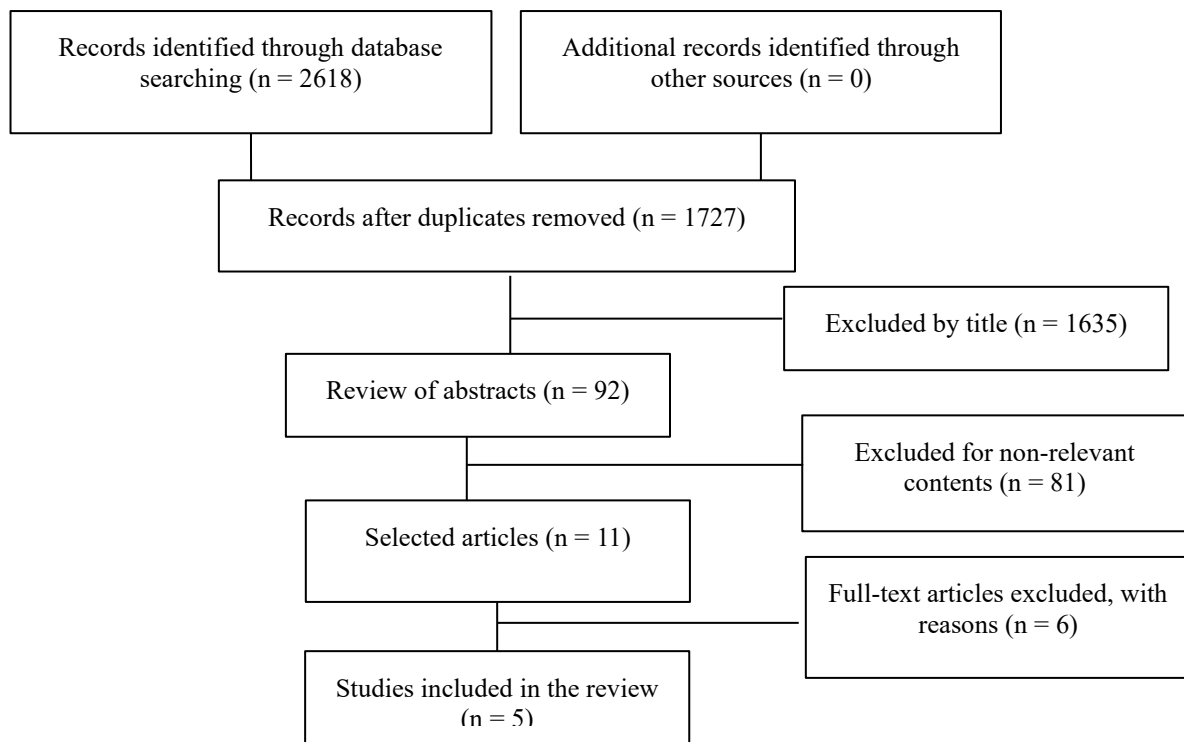 Records identified through database
searching (n = 2618)
Additional records identified through
other sources (n = 0)
Records after duplicates removed (n = 1727)
Excluded by title (n = 1635)
Review of abstracts (n = 92)
Excluded for non-relevant
contents (n = 81)
Selected articles (n = 11)
Full-text articles excluded, with
reasons (n = 6)
Studies included in the review
(n = 5)